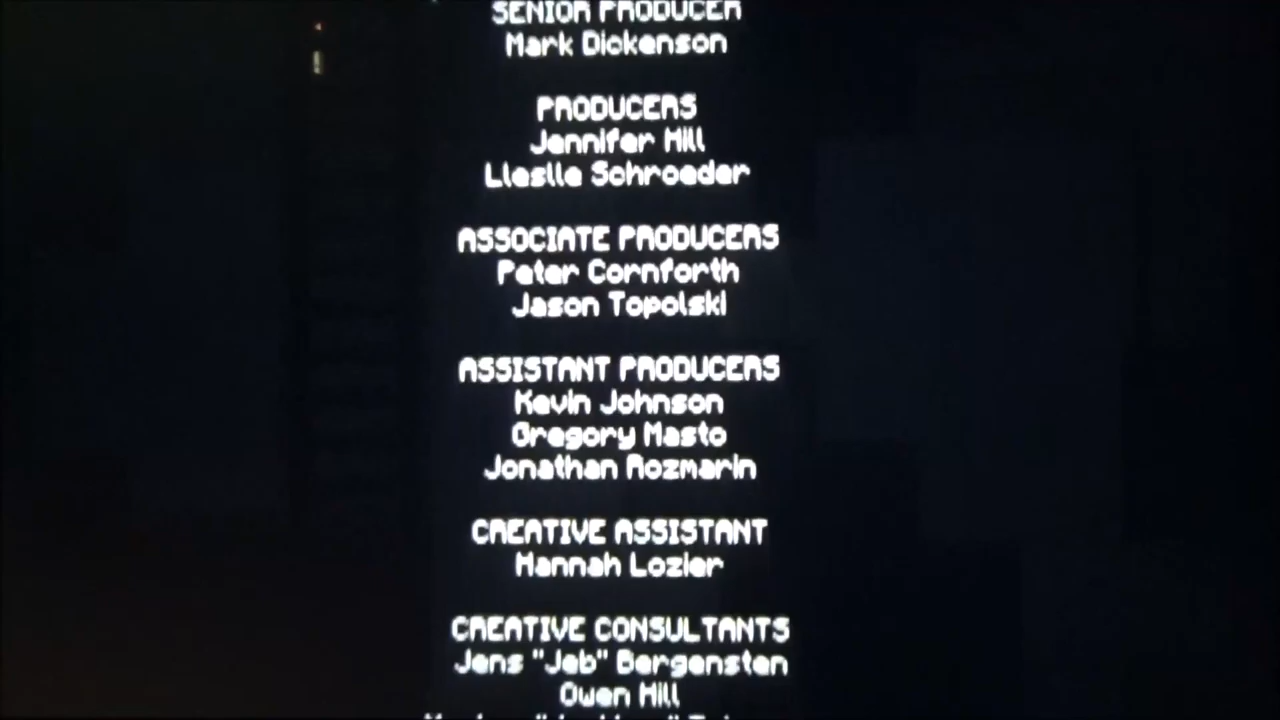 SENIOR PRODUCER
Mark Dickenson
PRODUCERS
Jennifer Hill
Lleslle Schroeder
ASSOCIATE PRODUCERS
Peter Cornforth
Jason Topolski
ASSISTANT PRODUCERS
Kevin Johnson
Gregory Masto
Jonathan Rozmarin
CREATIVE ASSISTANT
Hannah Lozier
CREATIVE CONSULTANTS
Jens "Jeb" Bergensten
Owen Hill